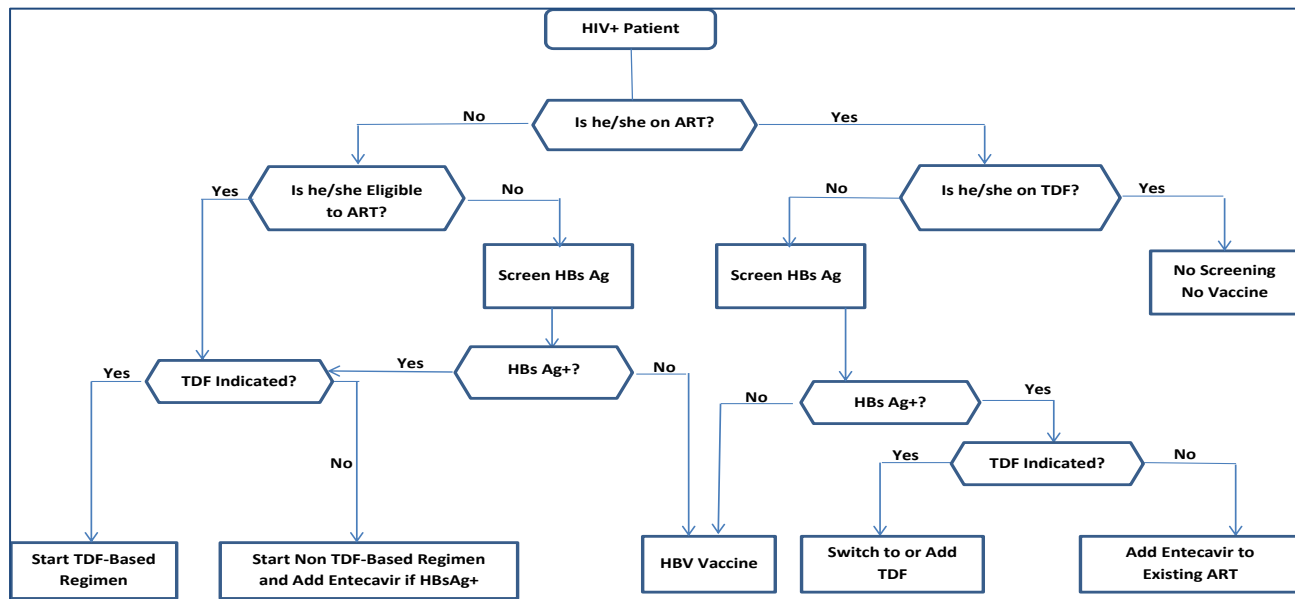 HIV+ Patient
No
Is he/she on ART?
Yes
Yes
Is he/she Eligible
to ART?
No
No
Is he/she on TDF?
Yes
Screen HBs Ag
Screen HBs Ag
No Screening
No Vaccine
Yes
TDF Indicated?
Yes
HBs Ag+?
No
No
HBs Ag+?
Yes
No
Yes
TDF Indicated?
No
Start TDF-Based
Regimen
Start Non TDF-Based Regimen
and Add Entecavir if HBsAg+
HBV Vaccine
Switch to or Add
TDF
Add Entecavir to
Existing ART